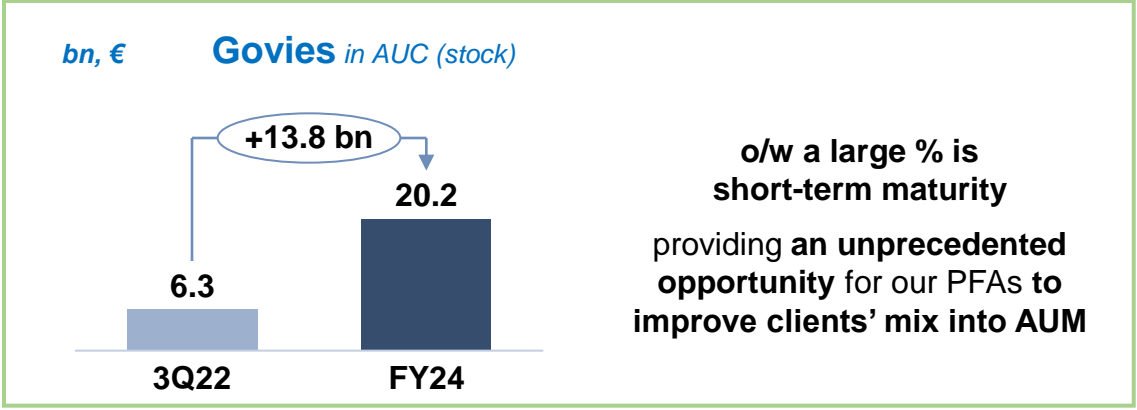 bn, € Govies in AUC (stock)
+13.8 bn
20.2
6.3
3Q22 FY24
o/w a large % is
short-term maturity
providing an unprecedented
opportunity for our PFAs to
improve clients’ mix into AUM